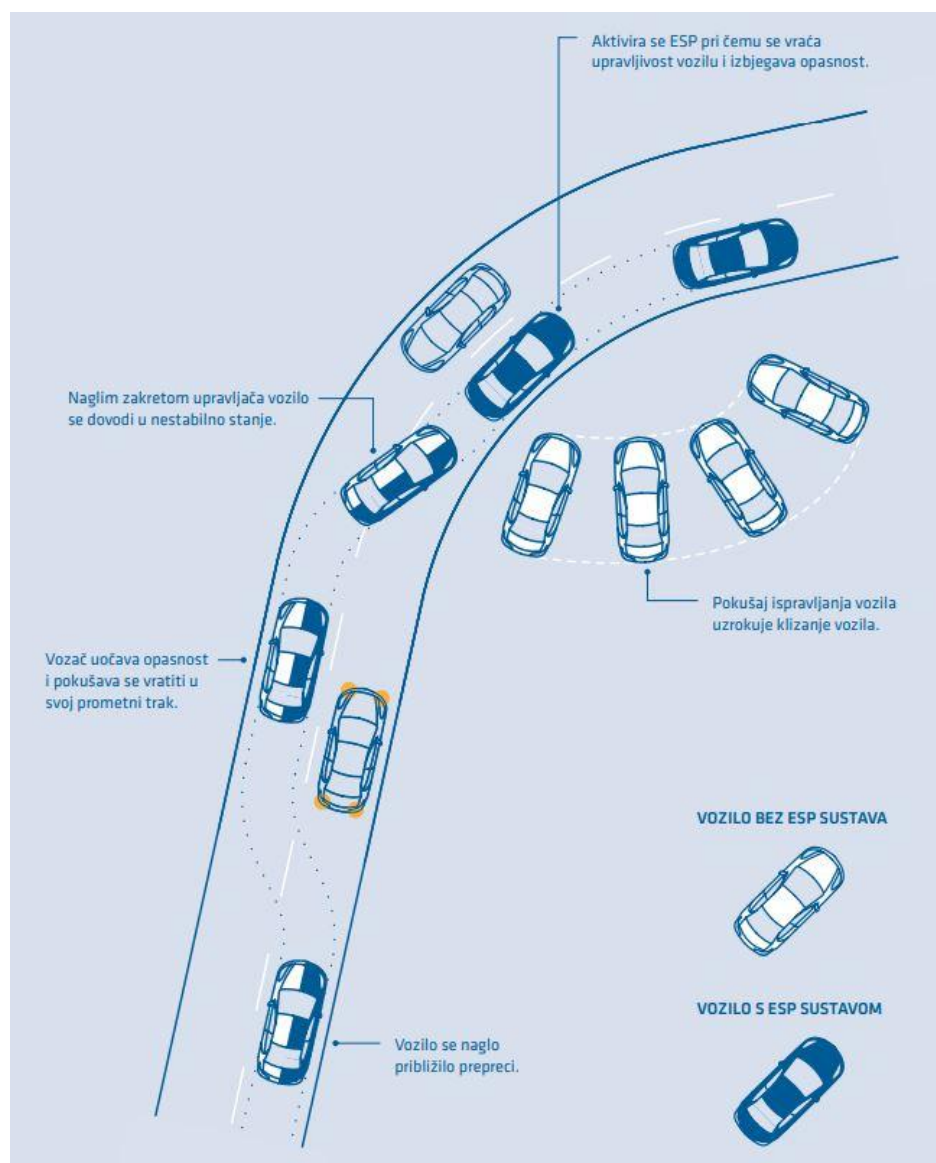 Aktivira se ESP pri čemu se vraća
upravljivost vozilu i izbjegava opasnost.
Naglim zakretom upravljača vozilo
se dovodi u nestabilno stanje.
Pokušaj ispravljanja vozila
uzrokuje klizanje vozila.
Vozač uočava opasnost
i pokušava se vratiti u
svoj prometni trak.
VOZILO BEZ ESP SUSTAVA
VOZILO S ESP SUSTAVOM
Vozilo se naglo
približilo prepreci.